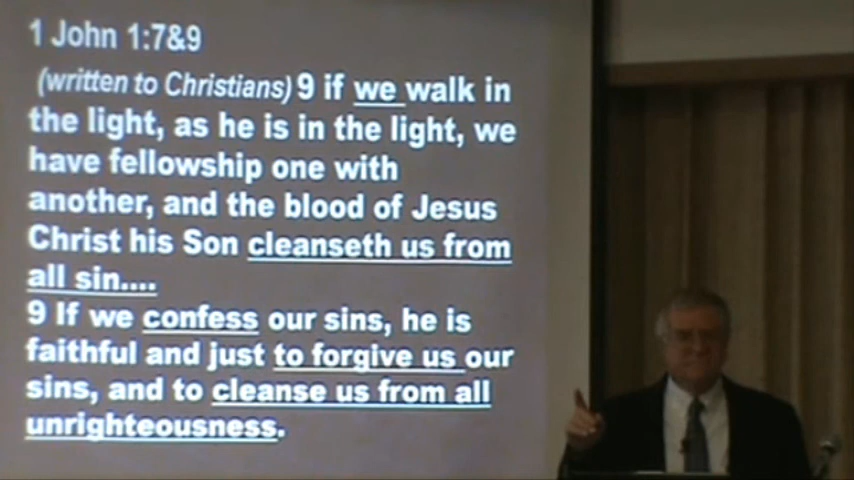 1 John 1:7&9
(written to Christians) 9 if we walk in
the light, as he is in the light, we
have fellowship one with
another, and the blood of Jesus
Christ his Son cleanseth us from
all sin....
9 If we confess our sins, he is
faithful and just to forgive us our
sins, and to cleanse us from all
unrighteousness.